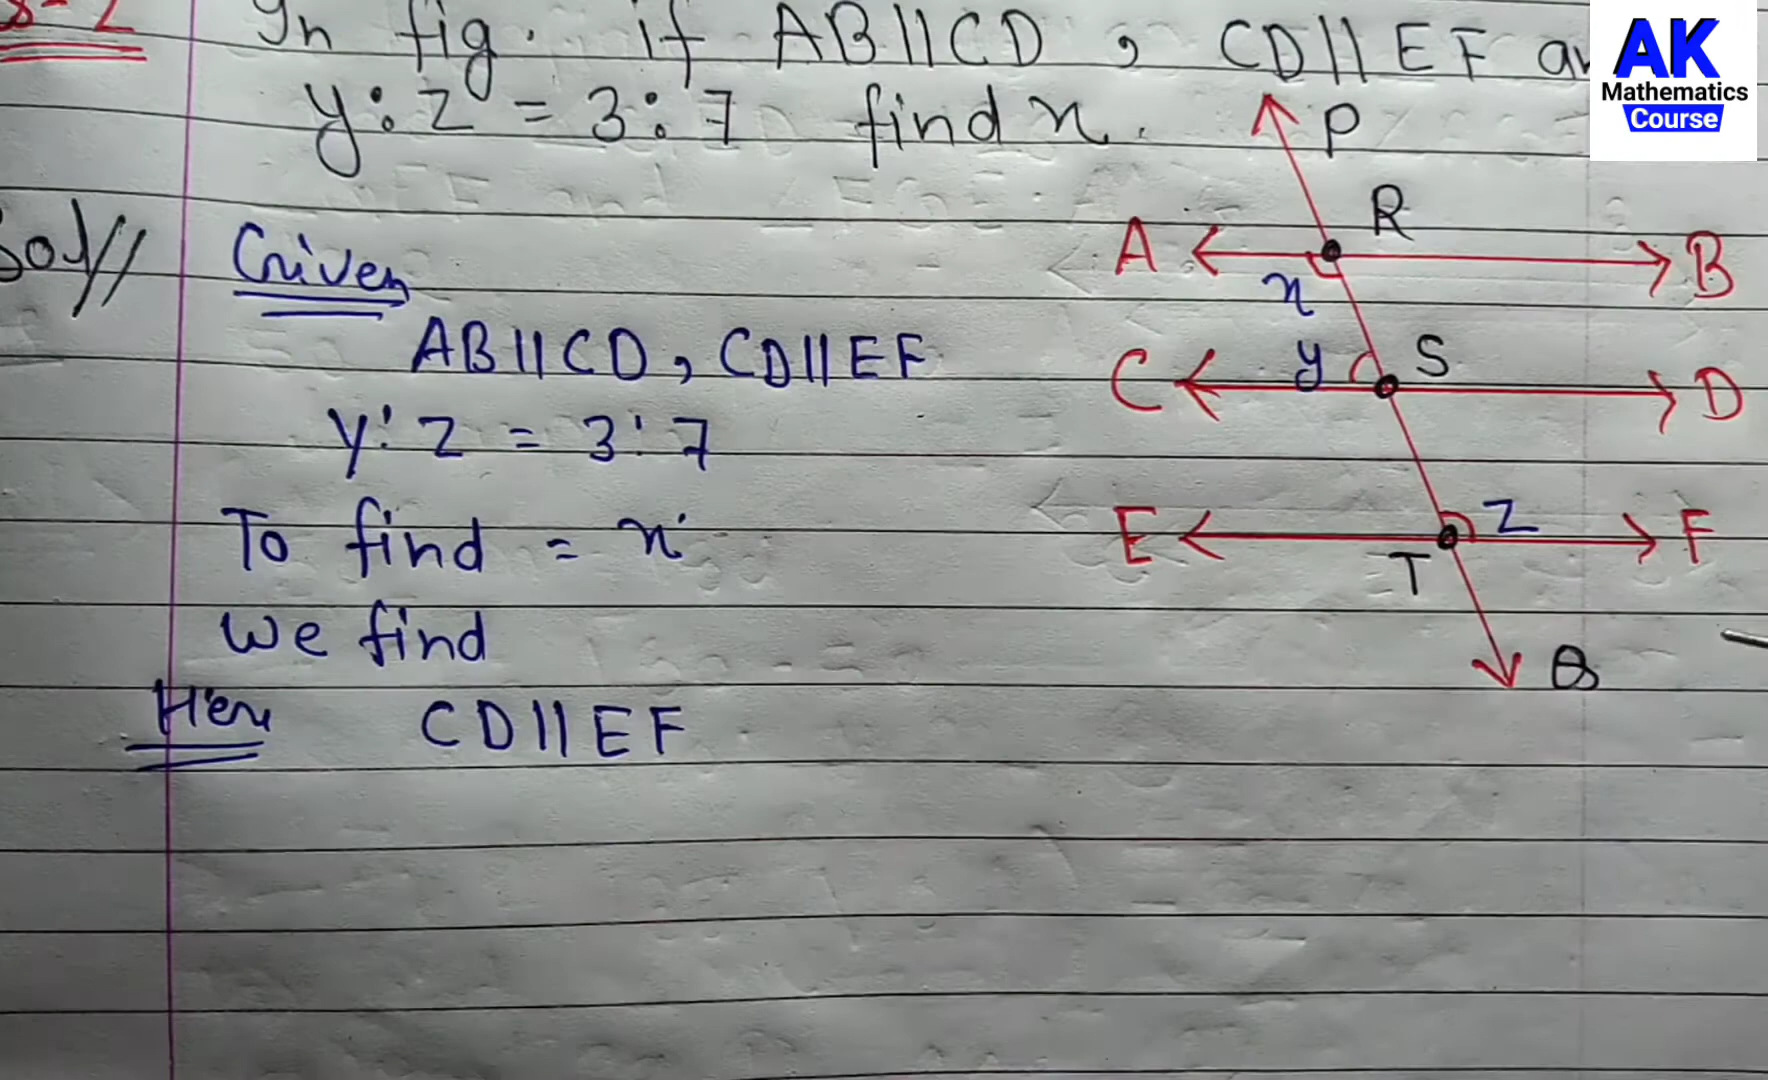 In fig. if AB||CD, CD||EF
y:z = 3:7 find x.
AK
Mathematics
Course
P
R
A
B
x
C
y
S
D
E
z
F
T
Q
Sol//
Given
AB||CD, CD||EF
y:z = 3:7
To find = x
We find
Here CD||EF